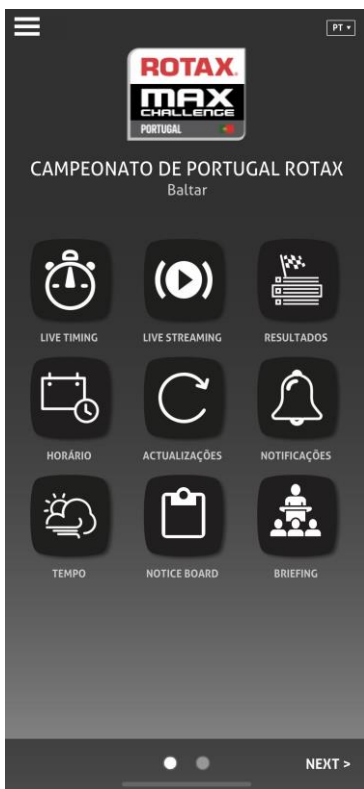 PT
ROTAX
MAX
CHALLENGE
PORTUGAL
CAMPEONATO DE PORTUGAL ROTAX
Baltar
LIVE TIMING
LIVE STREAMING
RESULTADOS
HORÁRIO
ACTUALIZAÇÕES
NOTIFICAÇÕES
TEMPO
NOTICE BOARD
BRIEFING
NEXT >